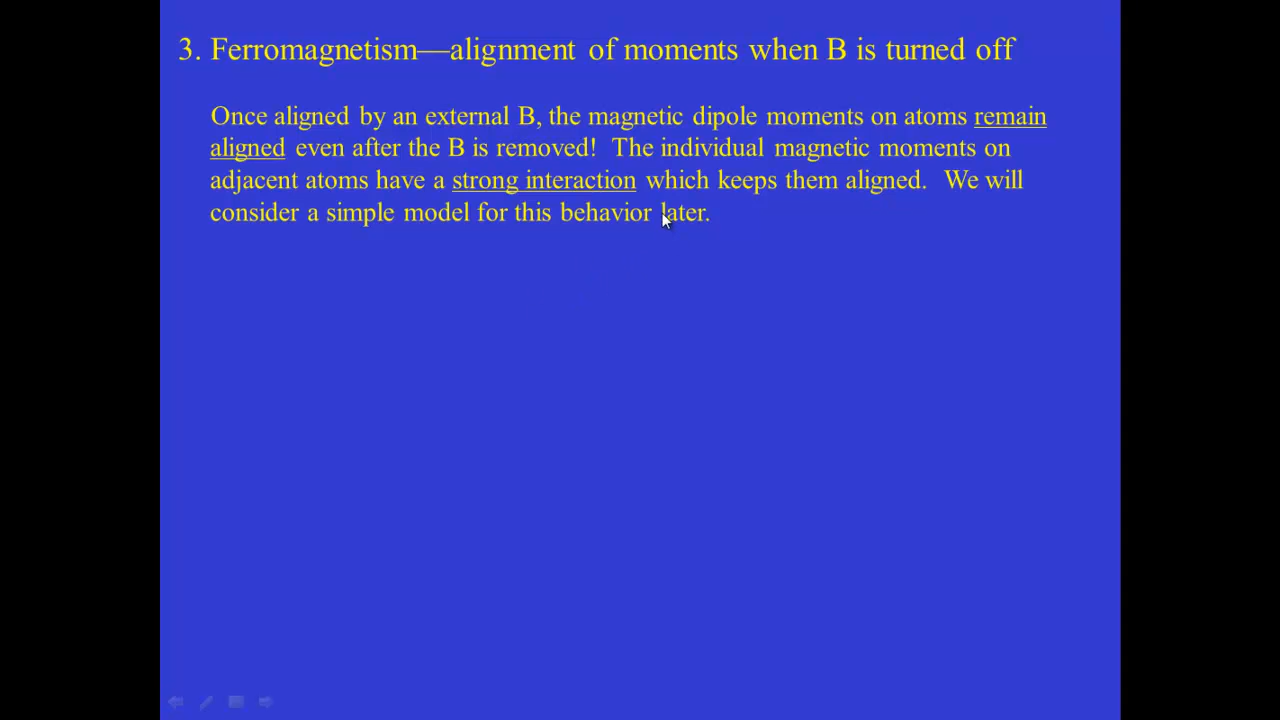 3. Ferromagnetism—alignment of moments when B is turned off
Once aligned by an external B, the magnetic dipole moments on atoms remain
aligned even after the B is removed! The individual magnetic moments on
adjacent atoms have a strong interaction which keeps them aligned. We will
consider a simple model for this behavior later.